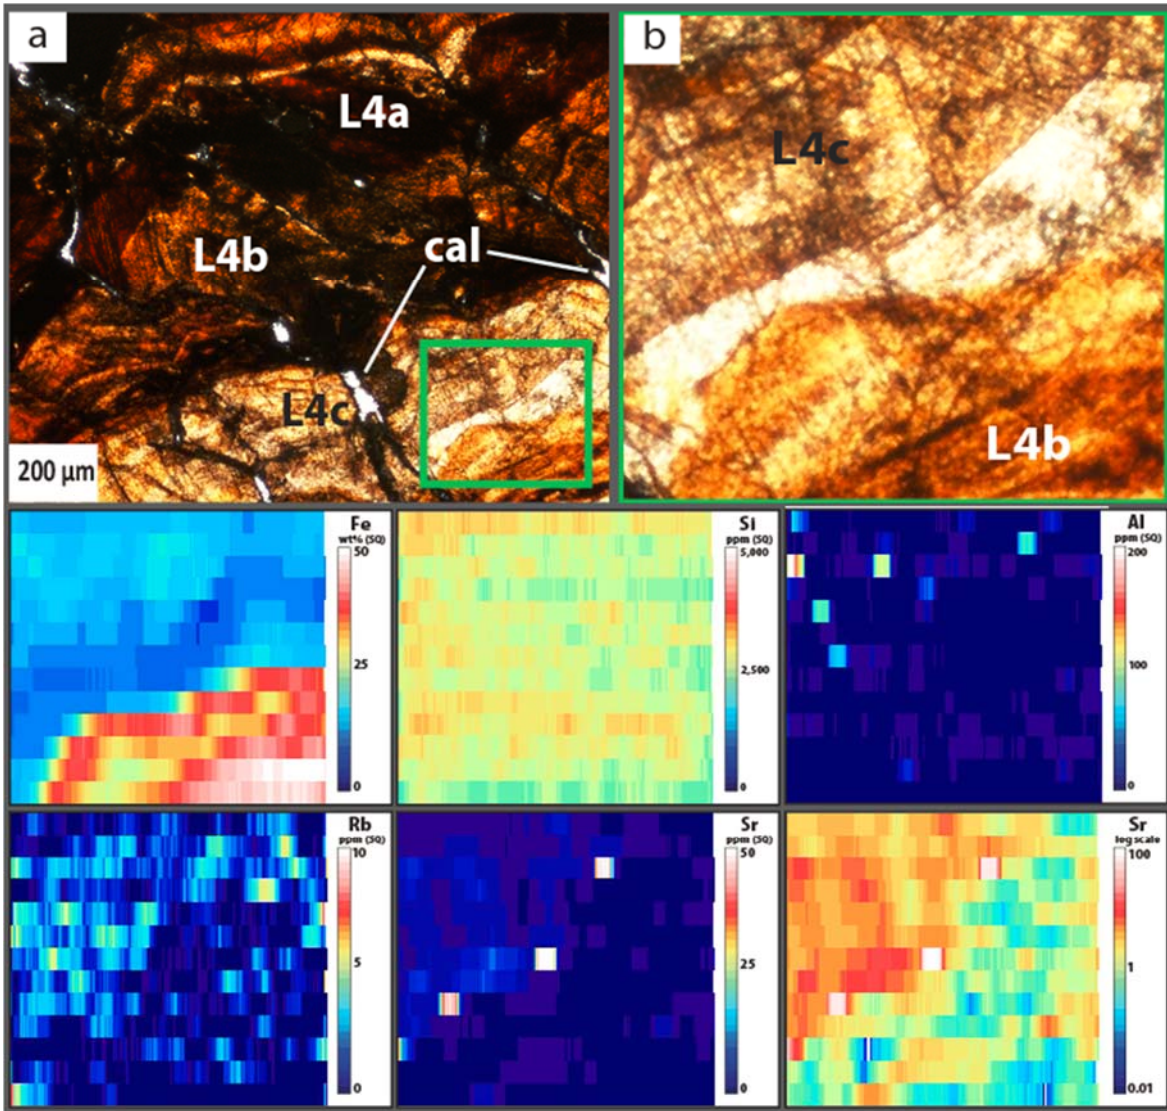 a
b
L4a
L4c
L4b
cal
L4c
L4b
200 µm
Fe
wt% (SQ)
50
25
0
Si
ppm (SQ)
5,000
2,500
0
Al
ppm (SQ)
200
100
0
Rb
ppm (SQ)
10
5
0
Sr
ppm (SQ)
50
25
0
Sr
log scale
100
1
0.01